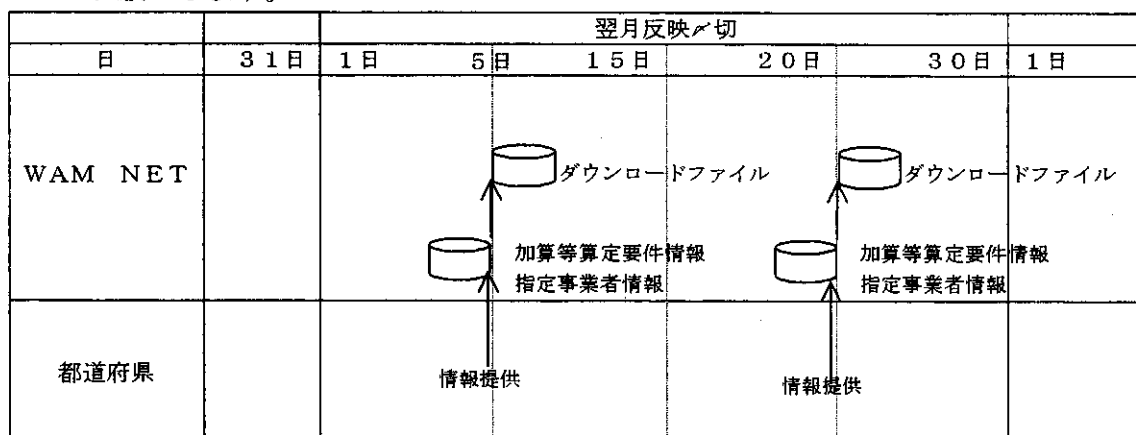 翌月反映〆切
日 31日 1日 5日 15日 20日 30日 1日
WAM NET
ダウンロードファイル ダウンロードファイル
加算等算定要件情報 加算等算定要件情報
指定事業者情報 指定事業者情報
都道府県
情報提供 情報提供